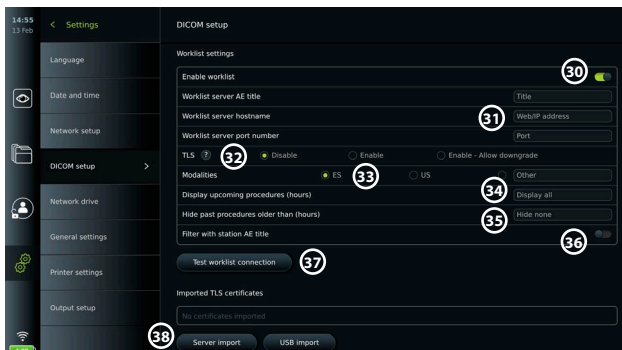 14:55
13 Feb
< Settings
DICOM setup
Language
Date and time
Network setup
DICOM setup >
Network drive
General settings
Printer settings
Output setup
Worklist settings
Enable worklist 30
Worklist server AE title Title
Worklist server hostname 31 Web/IP address
Worklist server port number Port
TLS ? 32 Disable Enable Enable - Allow downgrade
Modalities ES 33 US Other
Display upcoming procedures (hours) 34 Display all
Hide past procedures older than (hours) 35 Hide none
Filter with station AE title 36
Test worklist connection 37
Imported TLS certificates
No certificates imported
38 Server import USB import